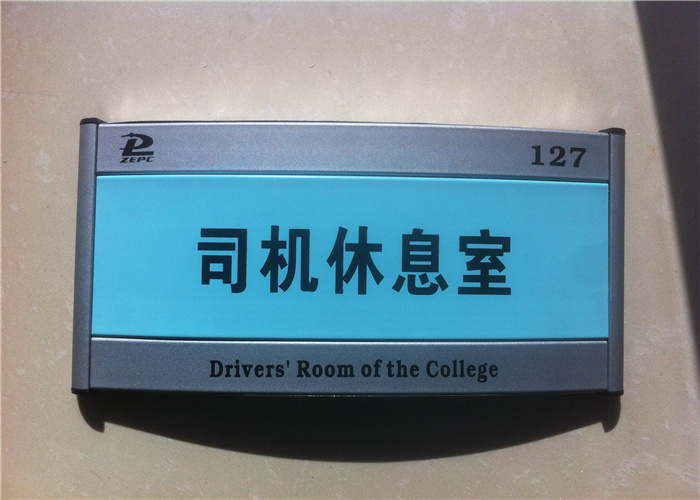 ZEPC
127
司机休息室
Drivers' Room of the College